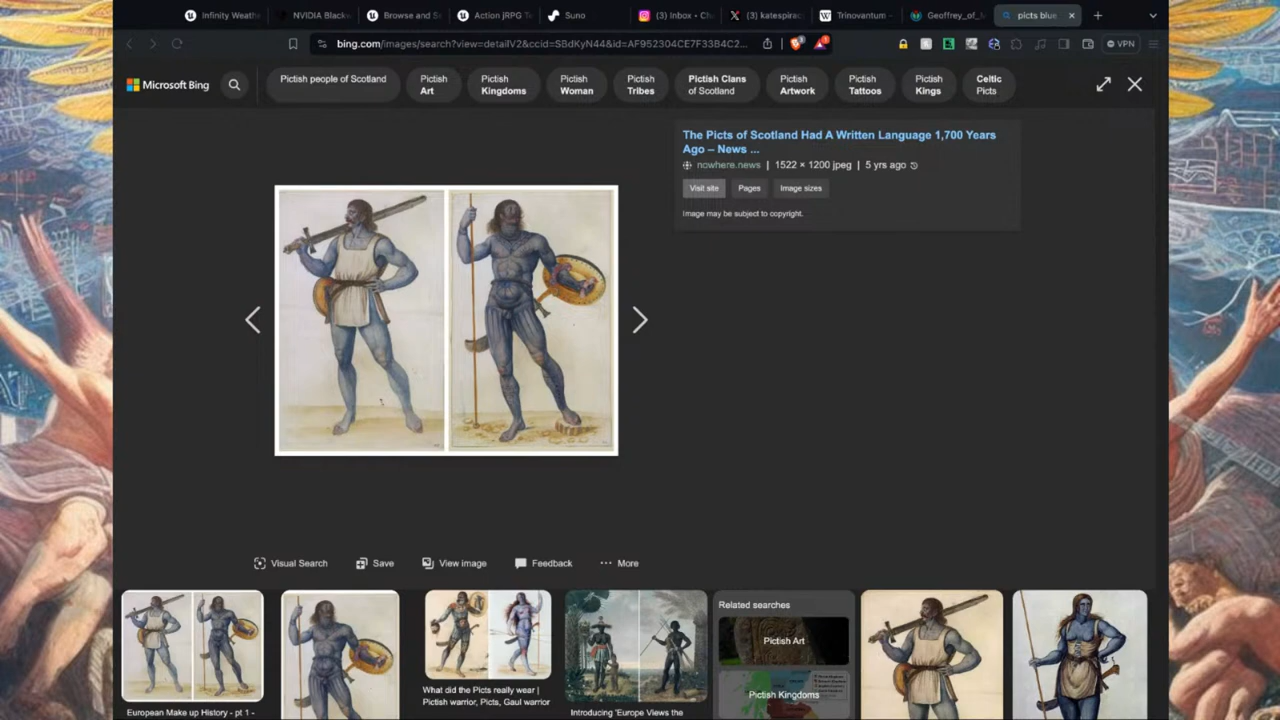 Infinity Weath
NVIDIA Black
Browse and S
Action jRPG T
Suno
(3) Inbox • Ch
(3) katespirac
Trinovantum -
Geoffrey_of_M
picts blue
bing.com/images/search?view=detailV2&ccid=SBdKyN44&id=AF952304CE7F33B4C2...
VPN
Microsoft Bing
Pictish people of Scotland
Pictish Art
Pictish Kingdoms
Pictish Woman
Pictish Tribes
Pictish Clans of Scotland
Pictish Artwork
Pictish Tattoos
Pictish Kings
Celtic Picts
The Picts of Scotland Had A Written Language 1,700 Years
Ago – News ...
nowhere.news | 1522 × 1200 jpeg | 5 yrs ago
Visit site
Pages
Image sizes
Image may be subject to copyright.
Visual Search
Save
View image
Feedback
More
European Make up History - pt 1 -
What did the Picts really wear |
Pictish warrior, Picts, Gaul warrior
Introducing 'Europe Views the
Related searches
Pictish Art
Pictish Kingdoms